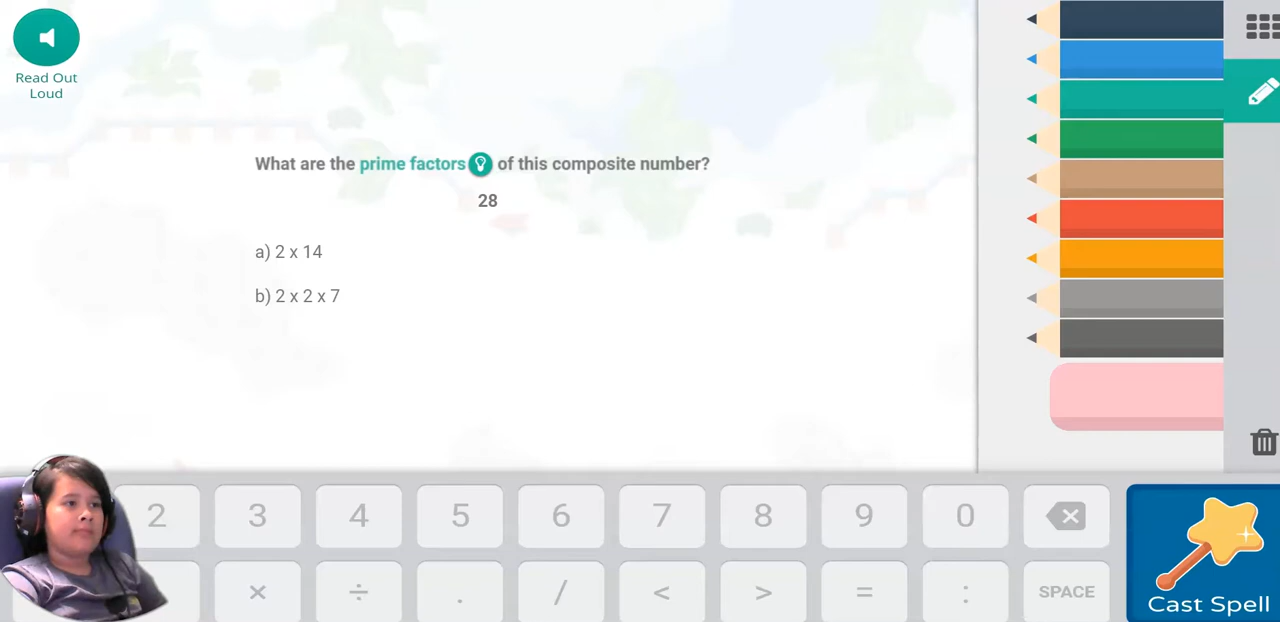 Read Out
Loud
What are the prime factors of this composite number?
28
a) 2 x 14
b) 2 x 2 x 7
2 3 4 5 6 7 8 9 0
× ÷ . / < > = : SPACE
Cast Spell